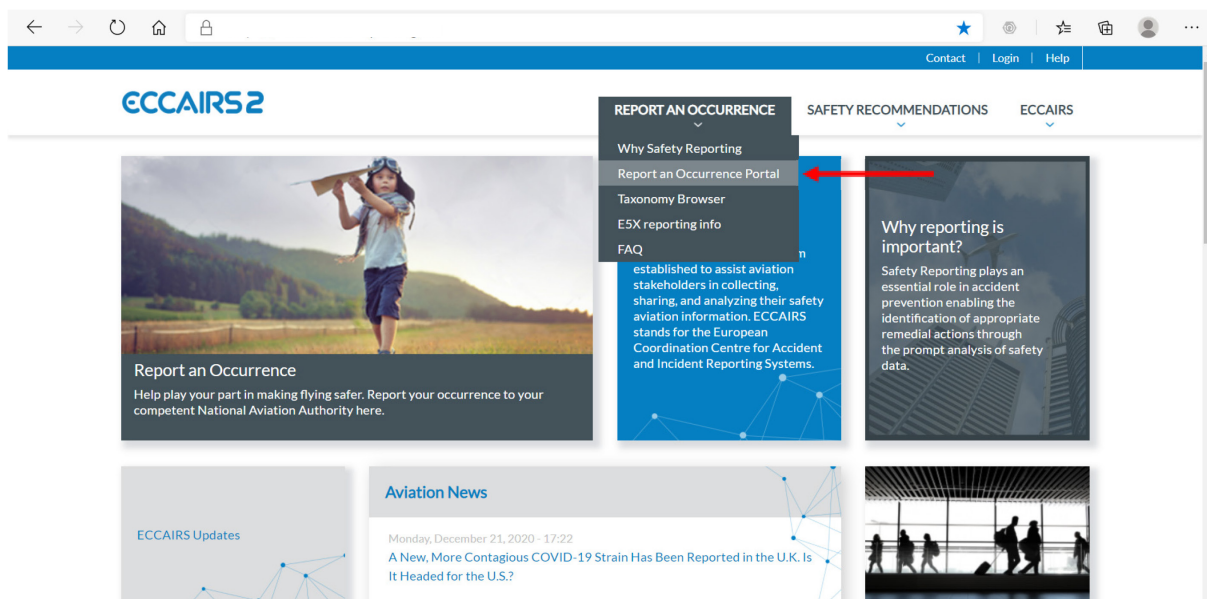 Contact | Login | Help
ECCAIRS 2
REPORT AN OCCURRENCE
SAFETY RECOMMENDATIONS
ECCAIRS
Why Safety Reporting
Report an Occurrence Portal
Taxonomy Browser
E5X reporting info
FAQ
Report an Occurrence
Help play your part in making flying safer. Report your occurrence to your
competent National Aviation Authority here.
established to assist aviation
stakeholders in collecting,
sharing, and analyzing their safety
aviation information. ECCAIRS
stands for the European
Coordination Centre for Accident
and Incident Reporting Systems.
Why reporting is
important?
Safety Reporting plays an
essential role in accident
prevention enabling the
identification of appropriate
remedial actions through
the prompt analysis of safety
data.
ECCAIRS Updates
Aviation News
Monday, December 21, 2020 - 17:22
A New, More Contagious COVID-19 Strain Has Been Reported in the U.K. Is
It Headed for the U.S.?